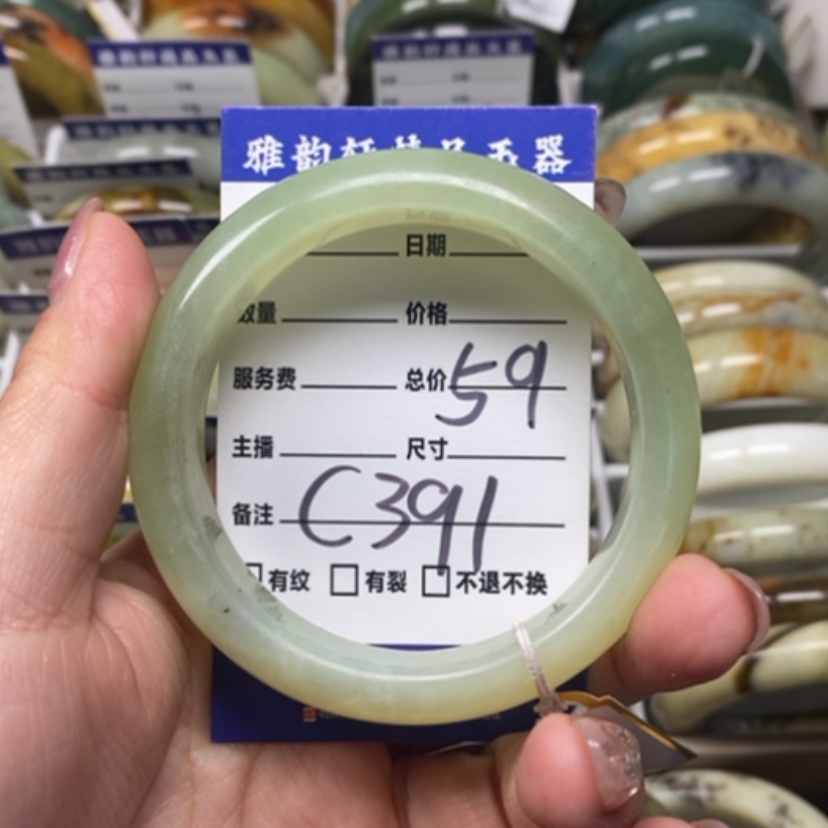 雅韵轩精品玉器
日期
数量 价格
服务费 总价 59
主播 尺寸
备注 C391
有纹 有裂 不退不换